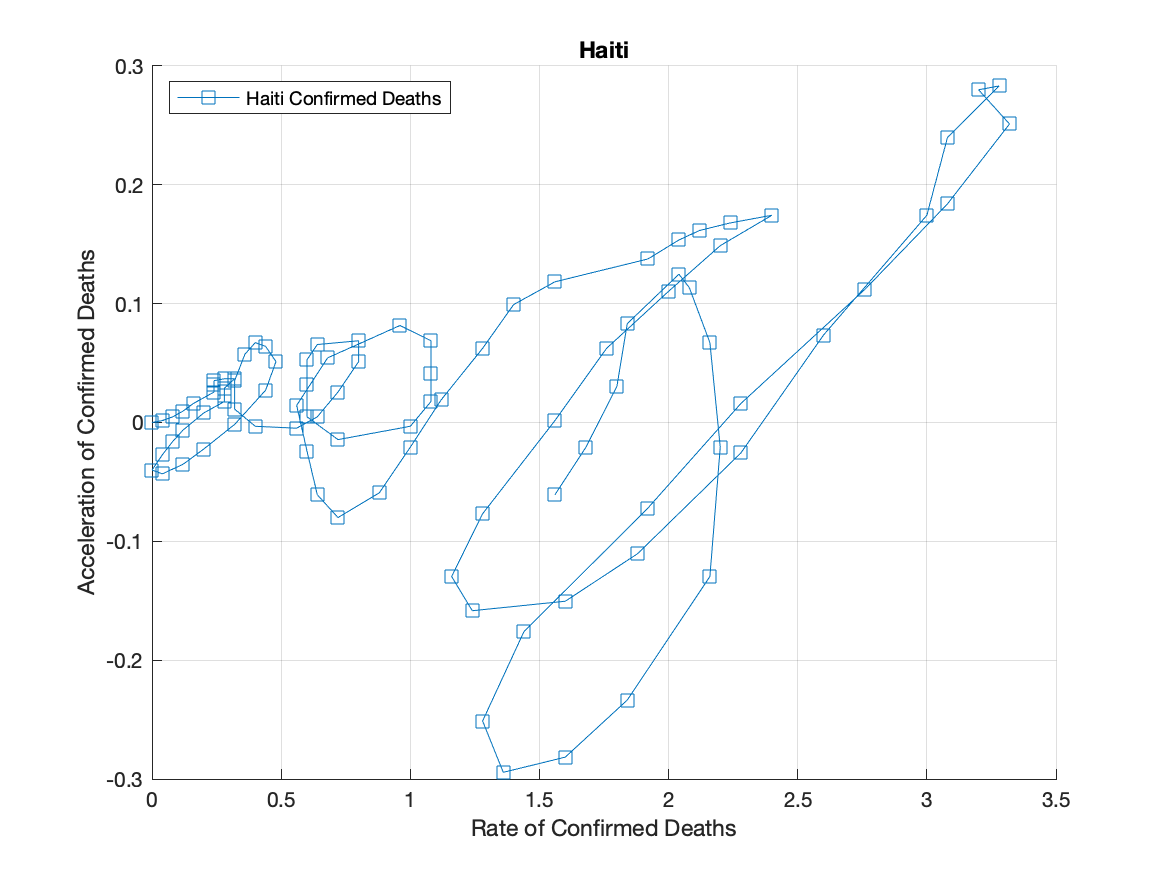 Haiti
Haiti Confirmed Deaths
0.3
0.2
0.1
0
-0.1
-0.2
-0.3
Acceleration of Confirmed Deaths
0 0.5 1 1.5 2 2.5 3 3.5
Rate of Confirmed Deaths